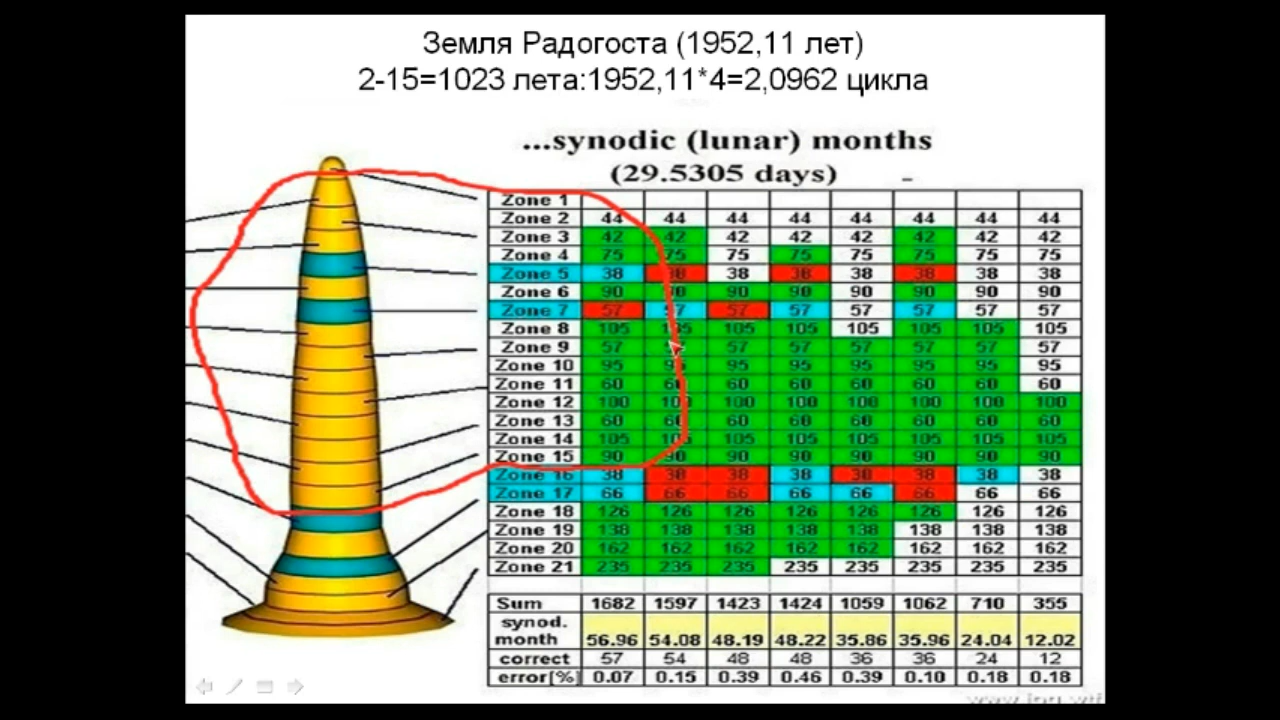 Земля Радогоста (1952,11 лет)
2-15=1023 лета:1952,11*4=2,0962 цикла
...synodic (lunar) months
(29.5305 days)
Zone 1
Zone 2 44 44 44 44 44 44 44 44
Zone 3 42 42 42 42 42 42 42 42
Zone 4 75 75 75 75 75 75 75 75
Zone 5 38 38 38 38 38 38 38 38
Zone 6 90 90 90 90 90 90 90 90
Zone 7 57 57 57 57 57 57 57 57
Zone 8 105 105 105 105 105 105 105 105
Zone 9 57 57 57 57 57 57 57
Zone 10 95 95 95 95 95 95 95 95
Zone 11 60 60 60 60 60 60 60 60
Zone 12 100 100 100 100 100 100 100 100
Zone 13 60 60 60 60 60 60 60 60
Zone 14 105 105 105 105 105 105 105 105
Zone 15 90 90 90 90 90 90 90 90
Zone 16 38 38 38 38 38 38 38 38
Zone 17 66 66 66 66 66 66 66 66
Zone 18 126 126 126 126 126 126 126 126
Zone 19 138 138 138 138 138 138 138 138
Zone 20 162 162 162 162 162 162 162 162
Zone 21 235 235 235 235 235 235 235 235
Sum 1682 1597 1423 1424 1059 1062 710 355
synod.
month 56.96 54.08 48.19 48.22 35.86 35.96 24.04 12.02
correct 57 54 48 48 36 36 24 12
error[%] 0.07 0.15 0.39 0.46 0.39 0.10 0.18 0.18